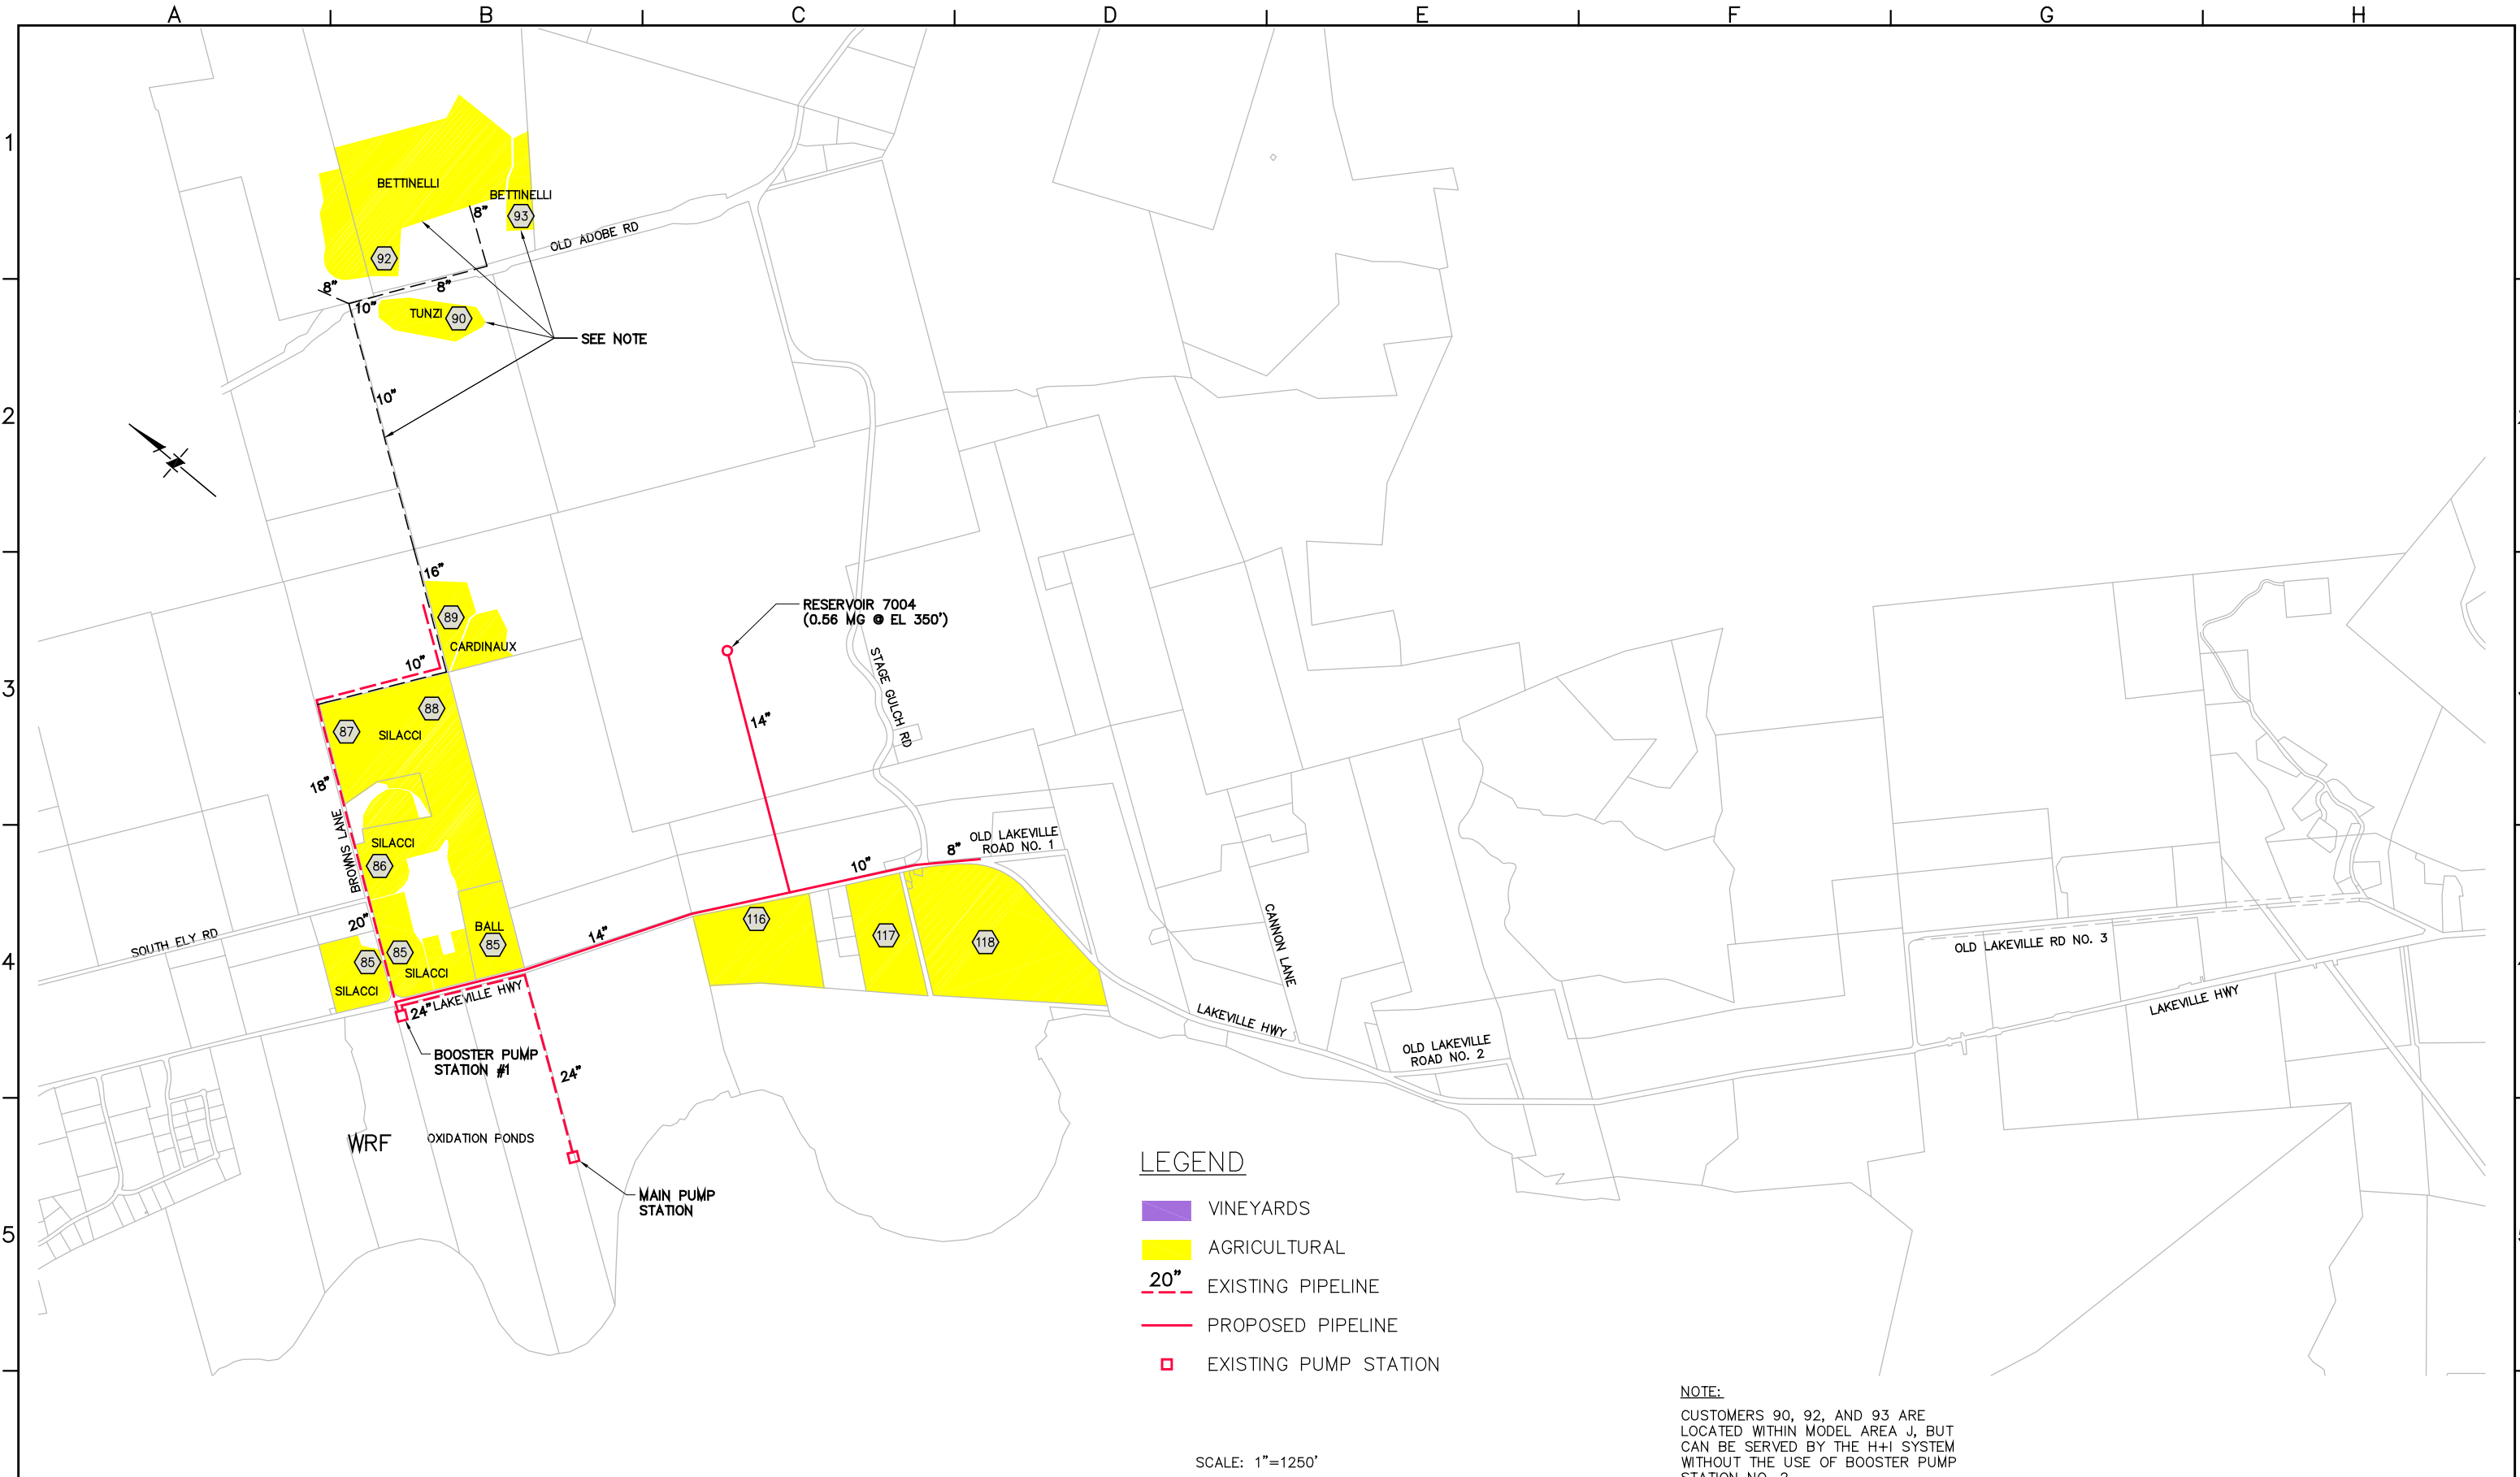 A B C D E F G H
1
BETTINELLI
BETTINELLI
8"
93
OLD ADOBE RD
92
8"
8"
10"
TUNZI
90
SEE NOTE
10"
2
16"
89
CARDINAUX
RESERVOIR 7004
(0.56 MG @ EL 350')
10"
STAGE GULCH RD
3
88
87
SILACCI
14"
18"
BROWNS LANE
SILACCI
86
10"
8"
OLD LAKEVILLE
ROAD NO. 1
20"
BALL
85
14"
116
117
118
CANNON LANE
SOUTH ELY RD
85
85
SILACCI
SILACCI
4
OLD LAKEVILLE RD NO. 3
24"
LAKEVILLE HWY
LAKEVILLE HWY
LAKEVILLE HWY
OLD LAKEVILLE
ROAD NO. 2
BOOSTER PUMP
STATION #1
24"
WRF
OXIDATION PONDS
MAIN PUMP
STATION
5
LEGEND
VINEYARDS
AGRICULTURAL
20" EXISTING PIPELINE
PROPOSED PIPELINE
EXISTING PUMP STATION
NOTE:
CUSTOMERS 90, 92, AND 93 ARE
LOCATED WITHIN MODEL AREA J, BUT
CAN BE SERVED BY THE H+I SYSTEM
WITHOUT THE USE OF BOOSTER PUMP
STATION NO. 2
SCALE: 1"=1250'